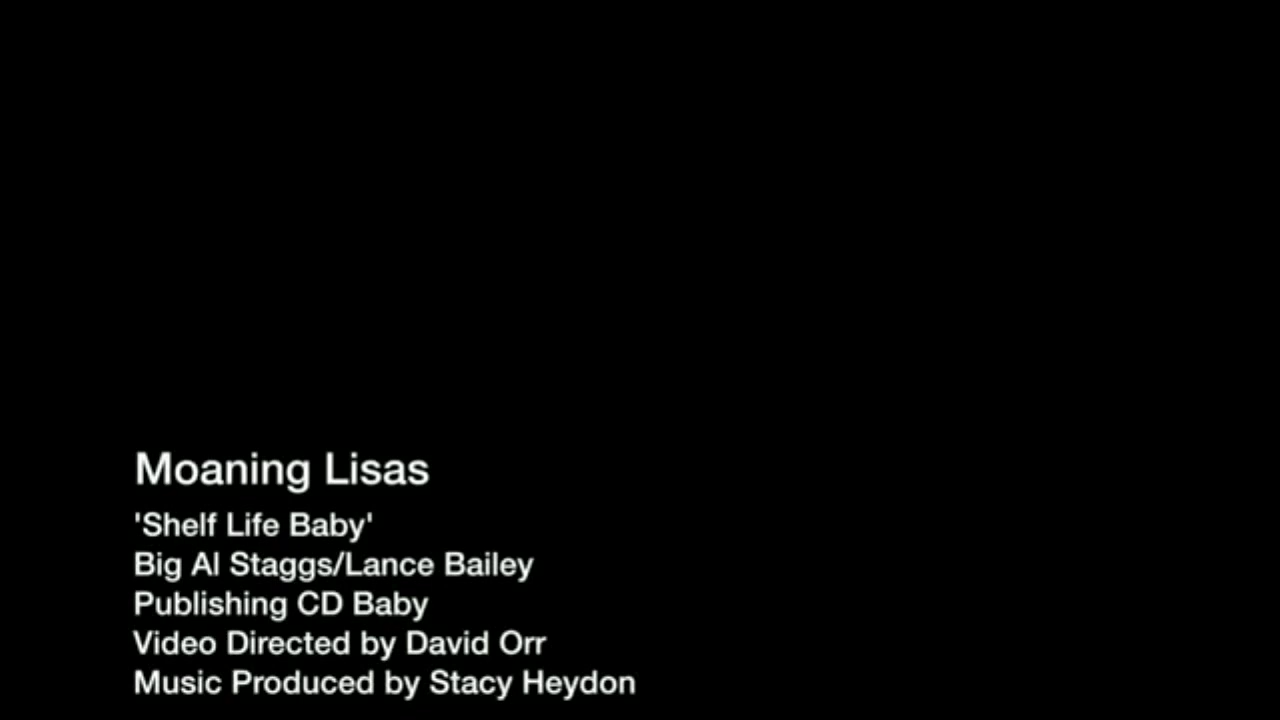 Moaning Lisas
'Shelf Life Baby'
Big Al Staggs/Lance Bailey
Publishing CD Baby
Video Directed by David Orr
Music Produced by Stacy Heydon